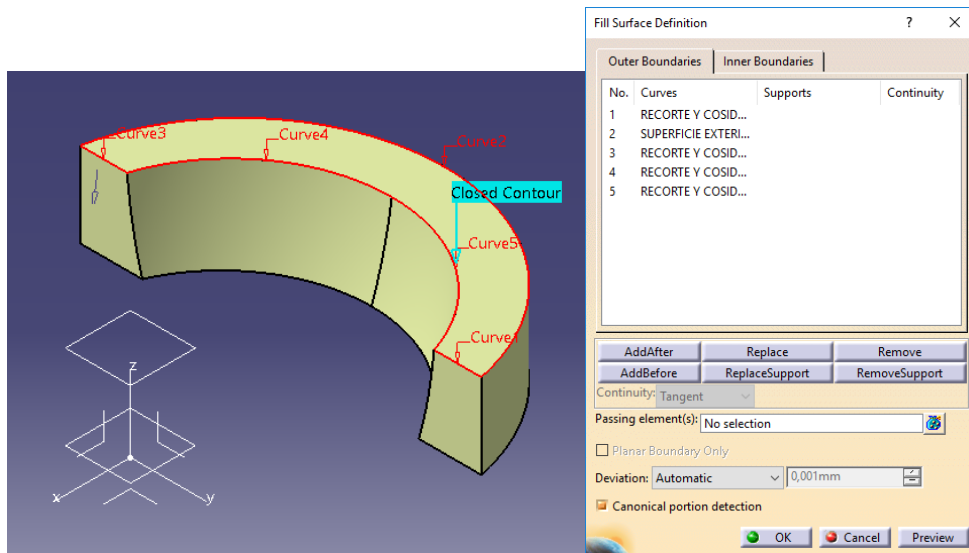 Fill Surface Definition
?
Outer Boundaries
Inner Boundaries
No. Curves Supports Continuity
1 RECORTE Y COSID...
2 SUPERFICIE EXTERI...
3 RECORTE Y COSID...
4 RECORTE Y COSID...
5 RECORTE Y COSID...
AddAfter Replace Remove
AddBefore ReplaceSupport RemoveSupport
Continuity: Tangent
Passing element(s): No selection
Planar Boundary Only
Deviation: Automatic 0,001mm
Canonical portion detection
OK Cancel Preview
Curve3
Curve4
Curve2
Closed Contour
Curve5
Curve1
z
x
y